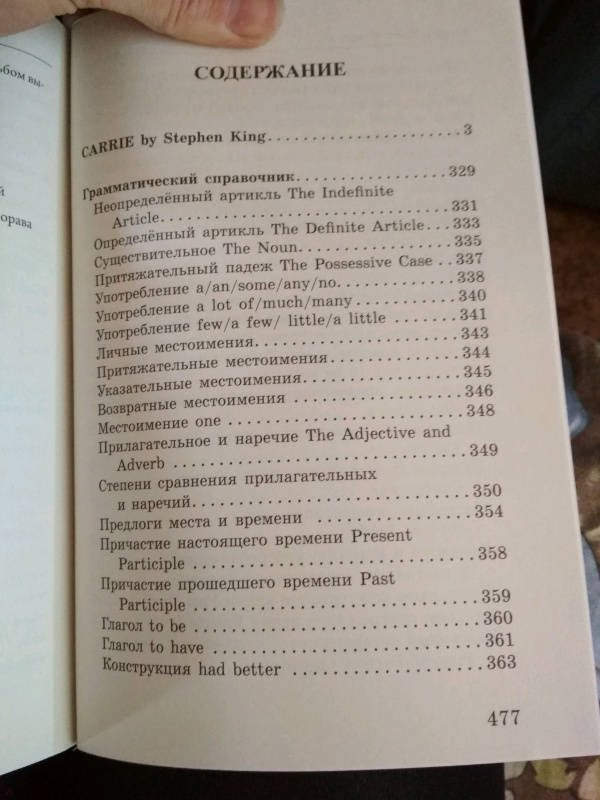 ьбом вы-
й
орава
СОДЕРЖАНИЕ
CARRIE by Stephen King.......................3
Грамматический справочник...................329
Неопределённый артикль The Indefinite
Article.......................................331
Определённый артикль The Definite Article...333
Существительное The Noun...................335
Притяжательный падеж The Possessive Case ..337
Употребление a/an/some/any/no..............338
Употребление a lot of/much/many............340
Употребление few/a few/ little/a little .......341
Личные местоимения.........................343
Притяжательные местоимения................344
Указательные местоимения...................345
Возвратные местоимения ....................346
Местоимение one ...........................348
Прилагательное и наречие The Adjective and
Adverb ...................................349
Степени сравнения прилагательных
и наречий.................................350
Предлоги места и времени ..................354
Причастие настоящего времени Present
Participle .................................358
Причастие прошедшего времени Past
Participle .................................359
Глагол to be ................................360
Глагол to have ..............................361
Конструкция had better .....................363
477